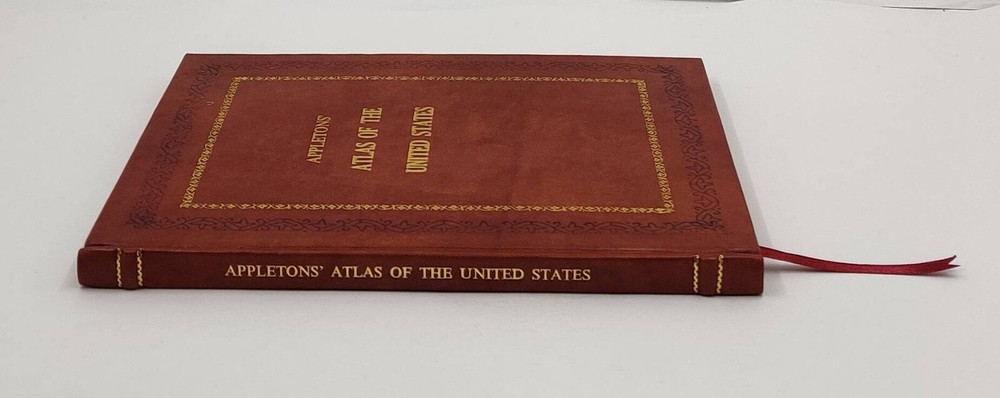 APPLETONS'
ATLAS OF THE
UNITED STATES
APPLETONS' ATLAS OF THE UNITED STATES